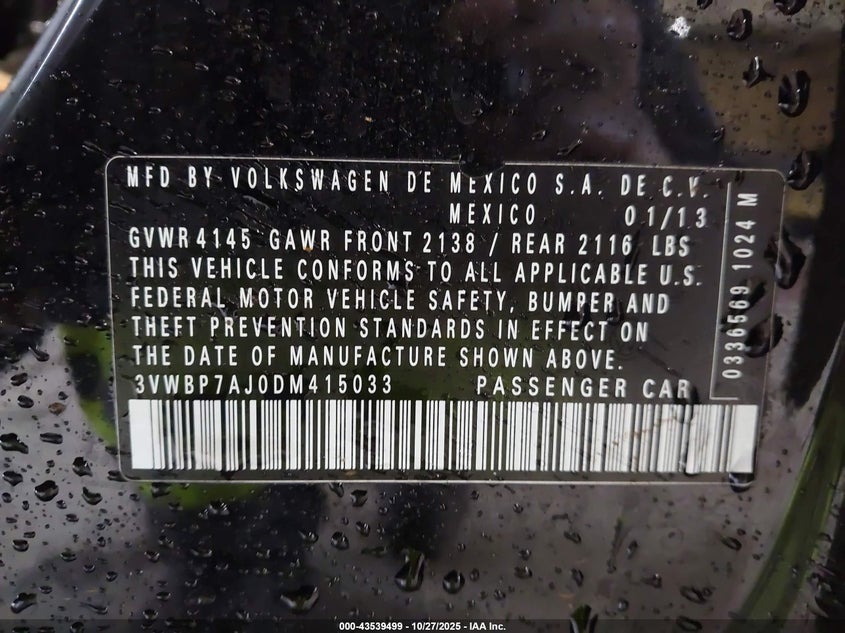 MFD BY VOLKSWAGEN DE MEXICO S.A. DE C.V.
MEXICO 01/13
GVWR 4145 GAWR FRONT 2138 / REAR 2116 LBS
THIS VEHICLE CONFORMS TO ALL APPLICABLE U.S.
FEDERAL MOTOR VEHICLE SAFETY, BUMPER AND
THEFT PREVENTION STANDARDS IN EFFECT ON
THE DATE OF MANUFACTURE SHOWN ABOVE.
3VWBP7AJ0DM415033 PASSENGER CAR
0336569 1024 M
000-43539499 - 10/27/2025 - IAA Inc.